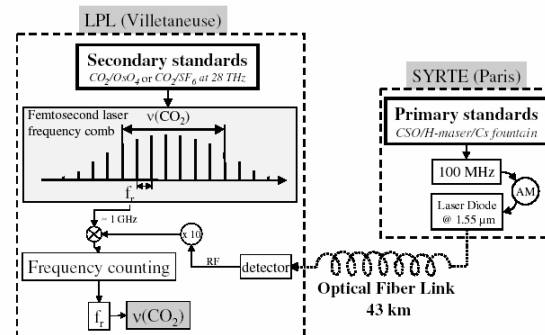 LPL (Villetaneuse)
Secondary standards
CO2/OsO4 or CO2/SF6 at 28 THz
Femtosecond laser
frequency comb
ν(CO2)
fr
~ 1 GHz
x 10
RF
detector
Frequency counting
fr
ν(CO2)
SYRTE (Paris)
Primary standards
CSO/H-maser/Cs fountain
100 MHz
AM
Laser Diode
@ 1.55 µm
Optical Fiber Link
43 km